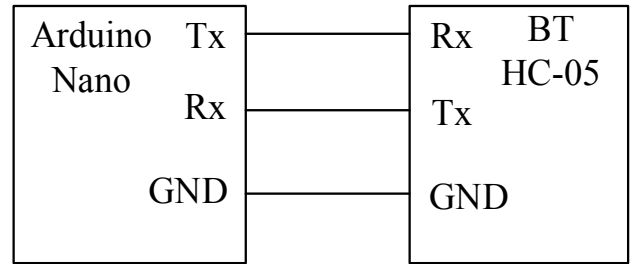 Arduino Tx
Nano
Rx
GND
Rx BT
HC-05
Tx
GND